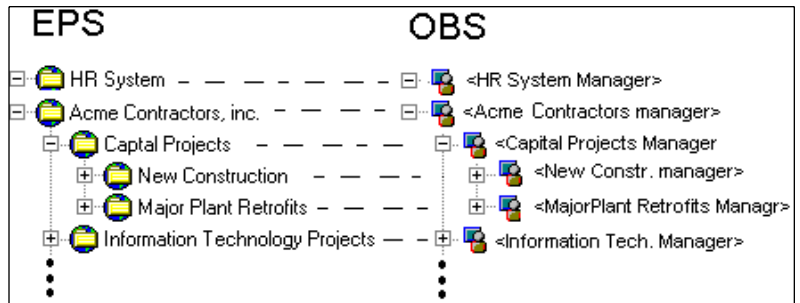 EPS OBS
HR System <HR System Manager>
Acme Contractors, inc. <Acme Contractors manager>
Captal Projects <Capital Projects Manager
New Construction <New Constr. manager>
Major Plant Retrofits <MajorPlant Retrofits Managr>
Information Technology Projects <Information Tech. Manager>